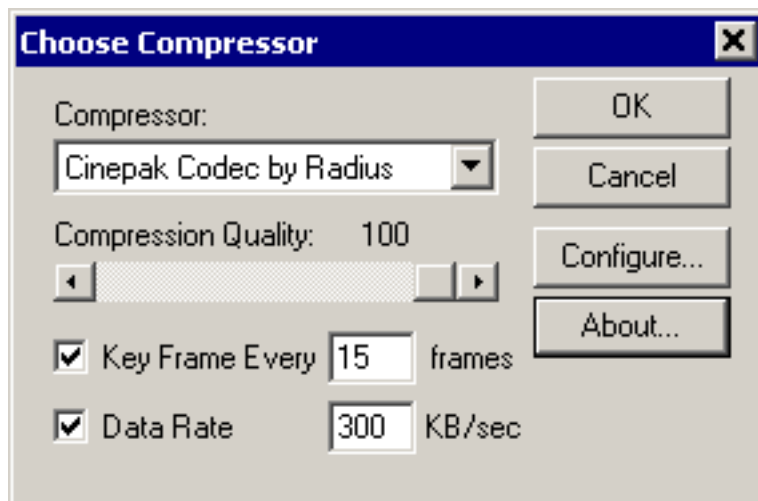 Choose Compressor
Compressor:
Cinepak Codec by Radius
Compression Quality: 100
Key Frame Every 15 frames
Data Rate 300 KB/sec
OK
Cancel
Configure...
About...